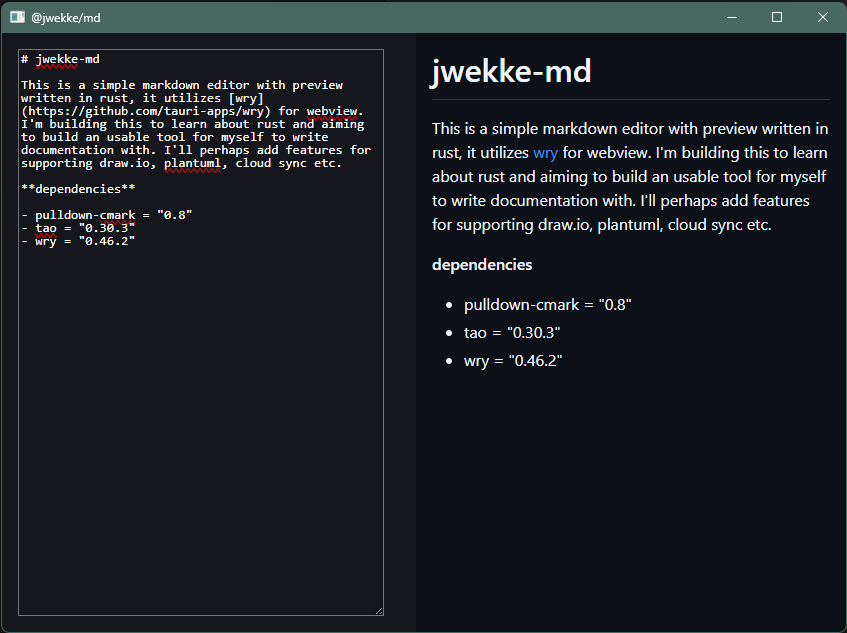 @jwekke/md
# jwekke-md
This is a simple markdown editor with preview
written in rust, it utilizes [wry]
(https://github.com/tauri-apps/wry) for webview.
I'm building this to learn about rust and aiming
to build an usable tool for myself to write
documentation with. I'll perhaps add features for
supporting draw.io, plantuml, cloud sync etc.
**dependencies**
- pulldown-cmark = "0.8"
- tao = "0.30.3"
- wry = "0.46.2"
jwekke-md
This is a simple markdown editor with preview written in
rust, it utilizes wry for webview. I'm building this to learn
about rust and aiming to build an usable tool for myself
to write documentation with. I'll perhaps add features
for supporting draw.io, plantuml, cloud sync etc.
dependencies
• pulldown-cmark = "0.8"
• tao = "0.30.3"
• wry = "0.46.2"